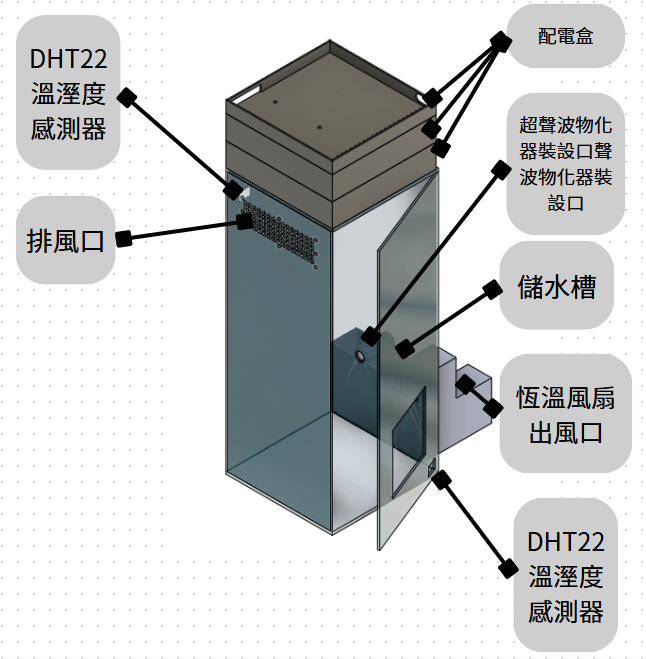 DHT22
溫溼度
感測器
排風口
配電盒
超聲波物化
器裝設口聲
波物化器裝
設口
儲水槽
恆溫風扇
出風口
DHT22
溫溼度
感測器